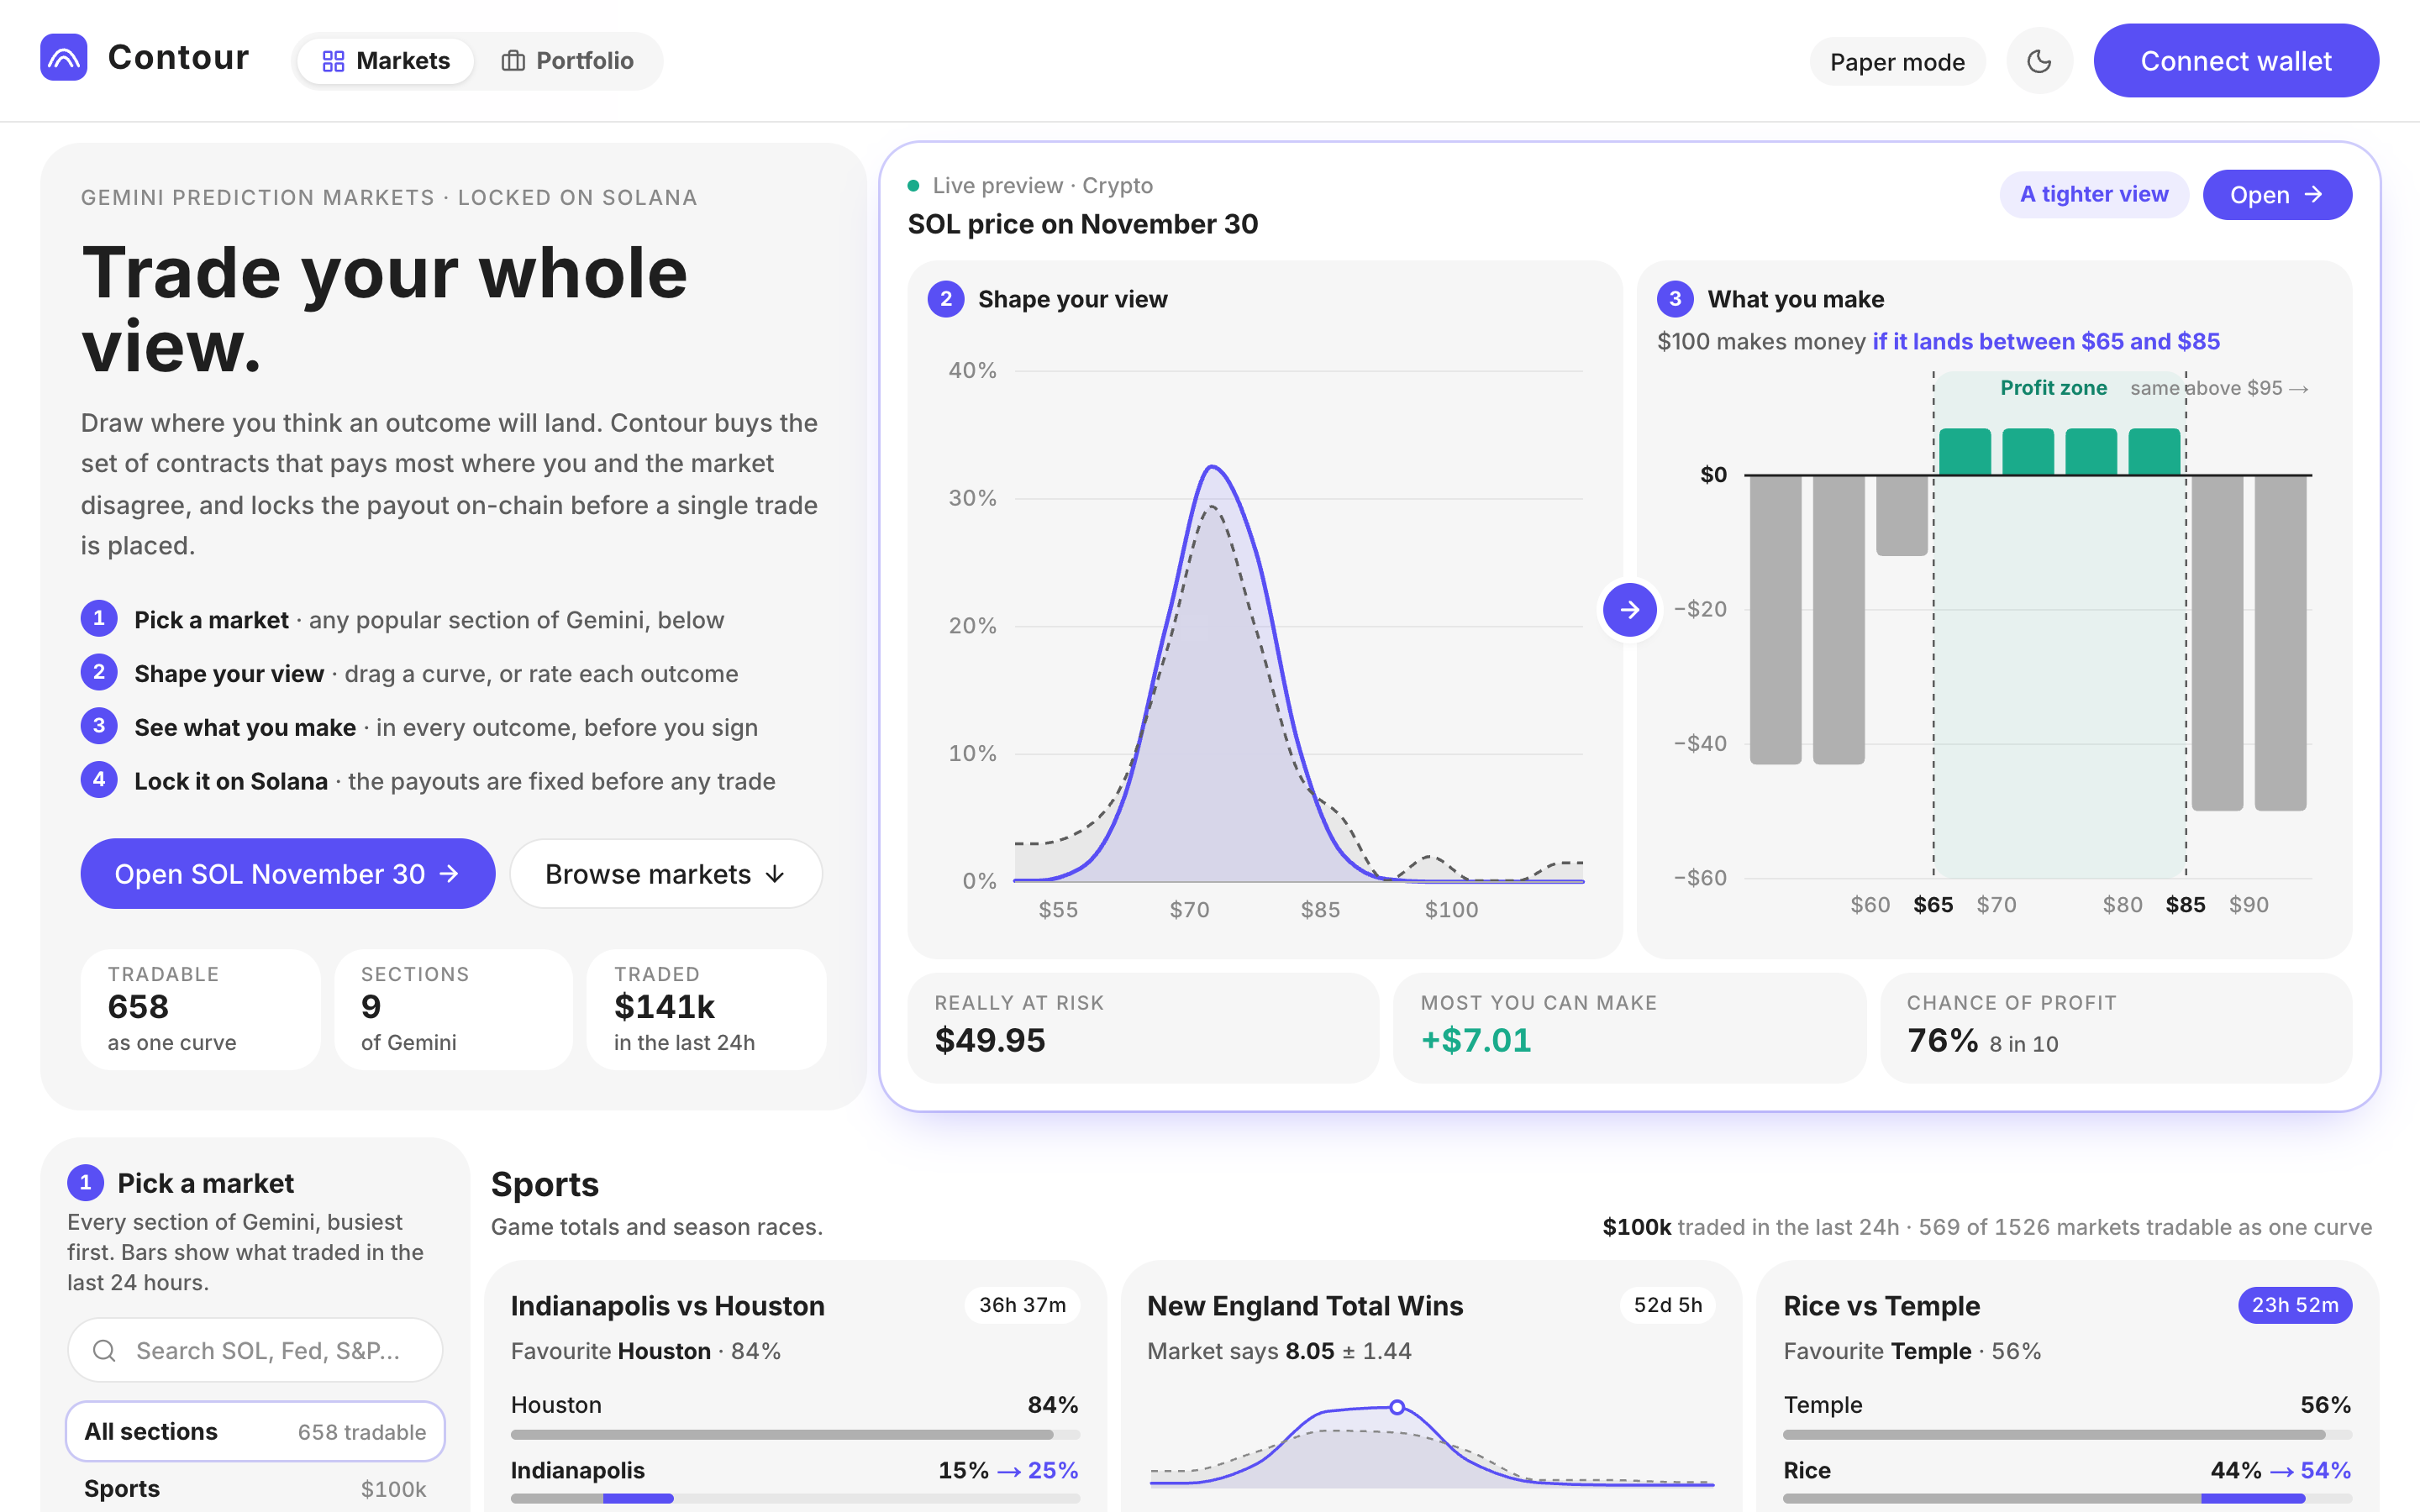 Contour
Markets
Portfolio
Paper mode
Connect wallet
GEMINI PREDICTION MARKETS · LOCKED ON SOLANA
Trade your whole
view.
Draw where you think an outcome will land. Contour buys the
set of contracts that pays most where you and the market
disagree, and locks the payout on-chain before a single trade
is placed.
1 Pick a market · any popular section of Gemini, below
2 Shape your view · drag a curve, or rate each outcome
3 See what you make · in every outcome, before you sign
4 Lock it on Solana · the payouts are fixed before any trade
Open SOL November 30 →
Browse markets ↓
TRADABLE
658
as one curve
SECTIONS
9
of Gemini
TRADED
$141k
in the last 24h
Live preview · Crypto
SOL price on November 30
A tighter view
Open →
2 Shape your view
40%
30%
20%
10%
0%
$55 $70 $85 $100
3 What you make
$100 makes money if it lands between $65 and $85
Profit zone same above $95 →
$0
−$20
−$40
−$60
$60 $65 $70 $80 $85 $90
REALLY AT RISK
$49.95
MOST YOU CAN MAKE
+$7.01
CHANCE OF PROFIT
76% 8 in 10
1 Pick a market
Every section of Gemini, busiest
first. Bars show what traded in the
last 24 hours.
Search SOL, Fed, S&P...
All sections 658 tradable
Sports $100k
Sports
Game totals and season races.
$100k traded in the last 24h · 569 of 1526 markets tradable as one curve
Indianapolis vs Houston 36h 37m
Favourite Houston · 84%
Houston 84%
Indianapolis 15% → 25%
New England Total Wins 52d 5h
Market says 8.05 ± 1.44
Rice vs Temple 23h 52m
Favourite Temple · 56%
Temple 56%
Rice 44% → 54%